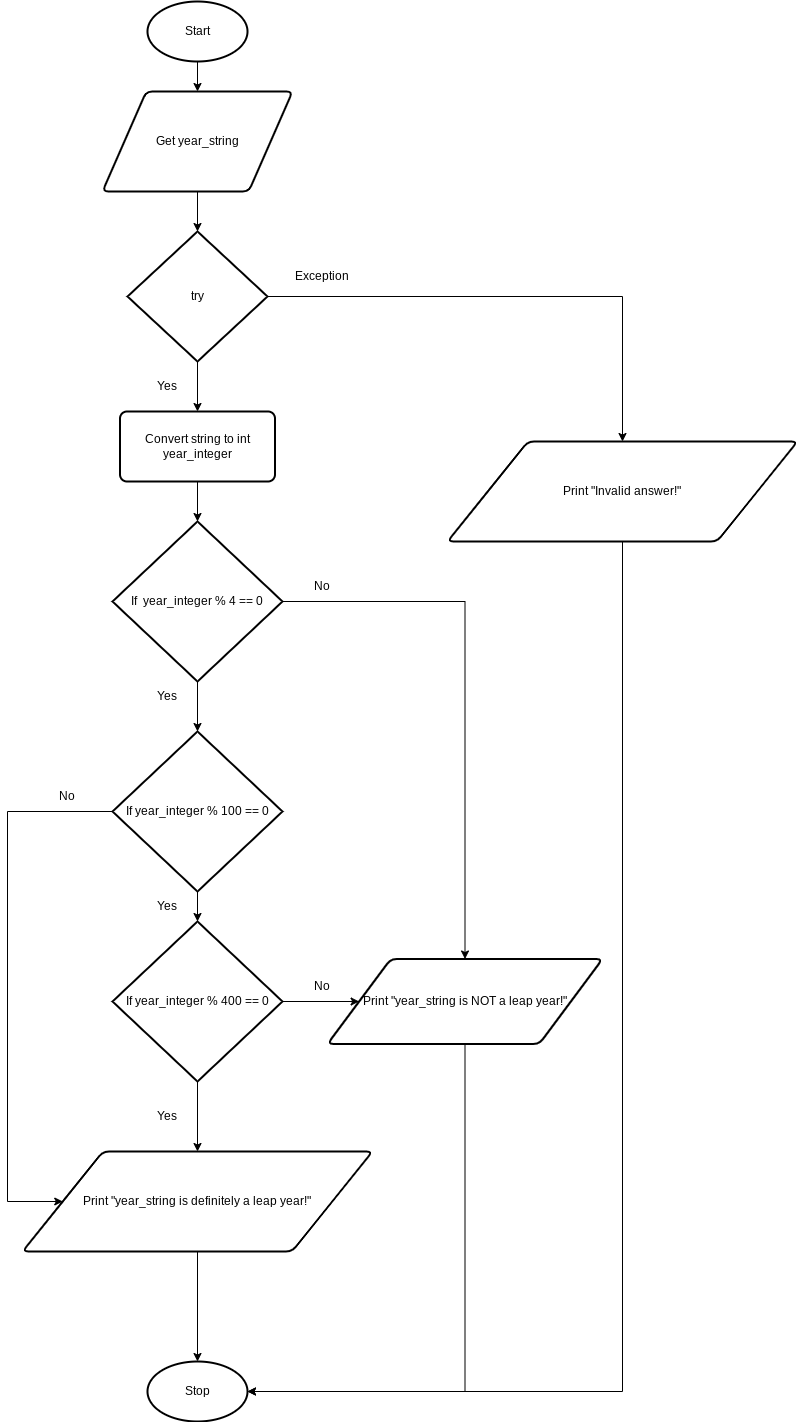 Start
Get year_string
Exception
try
Yes
Convert string to int
year_integer
Print "Invalid answer!"
No
If  year_integer % 4 == 0
Yes
No
If year_integer % 100 == 0
Yes
No
If year_integer % 400 == 0
Print "year_string is NOT a leap year!"
Yes
Print "year_string is definitely a leap year!"
Stop